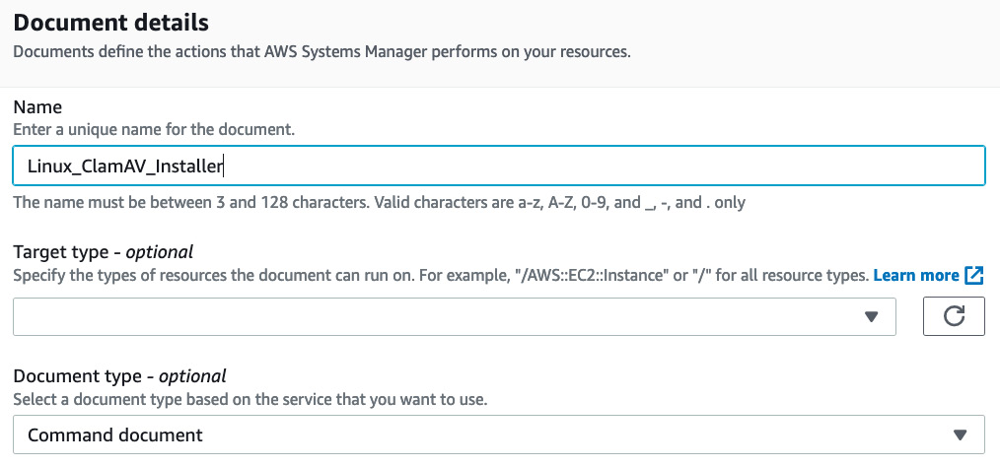 Document details
Documents define the actions that AWS Systems Manager performs on your resources.
Name
Enter a unique name for the document.
Linux_ClamAV_Installer
The name must be between 3 and 128 characters. Valid characters are a-z, A-Z, 0-9, and _, -, and . only
Target type - optional
Specify the types of resources the document can run on. For example, "/AWS::EC2::Instance" or "/" for all resource types. Learn more
Document type - optional
Select a document type based on the service that you want to use.
Command document